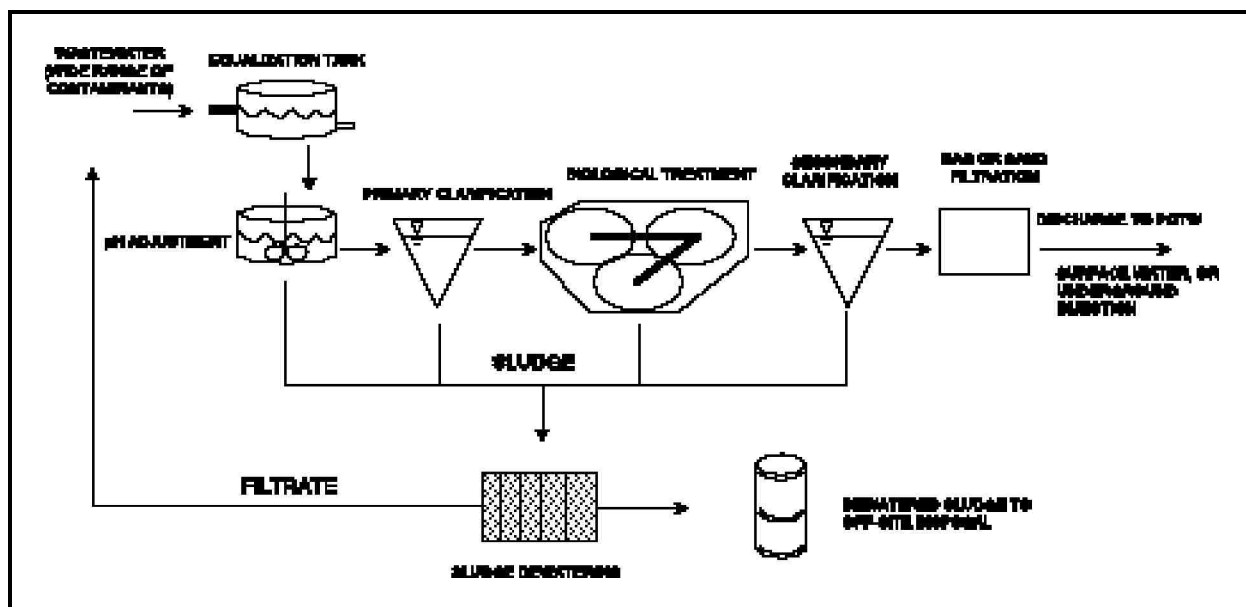 WASTEWATER
(WIDE RANGE OF
CONTAMINANTS)
EQUALIZATION TANK
pH ADJUSTMENT
PRIMARY CLARIFICATION
BIOLOGICAL TREATMENT
SECONDARY
CLARIFICATION
BAG OR SAND
FILTRATION
DISCHARGE TO POTW
SURFACE WATER, OR
UNDERGROUND
INJECTION
SLUDGE
FILTRATE
SLUDGE DEWATERING
DEWATERED SLUDGE TO
OFF-SITE DISPOSAL